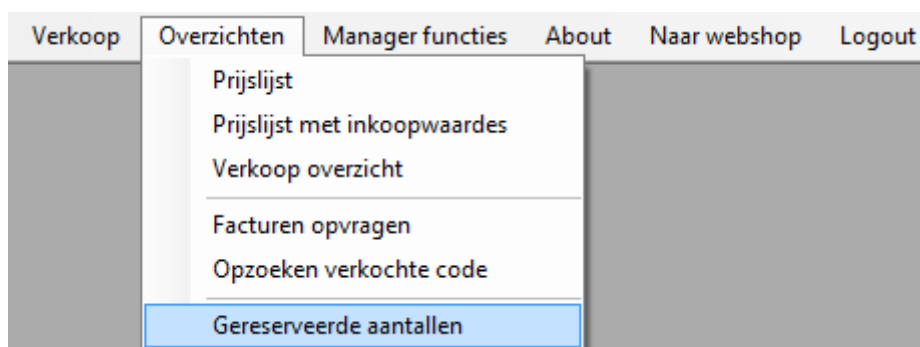 Verkoop Overzichten Manager functies About Naar webshop Logout
Prijslijst
Prijslijst met inkoopwaardes
Verkoop overzicht
Facturen opvragen
Opzoeken verkochte code
Gereserveerde aantallen